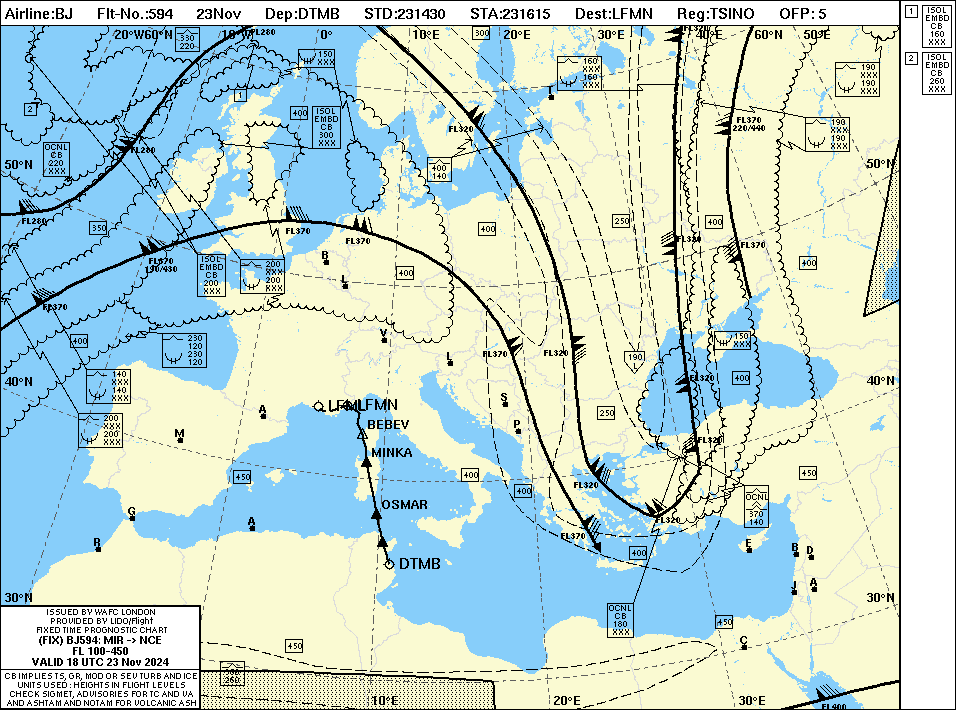 Airline:BJ Flt-No.:594 23Nov Dep:DTMB STD:231430 STA:231615 Dest:LFMN Reg:TSINO OFP: 5
20°W60°N 0° 10°E 20°E 30°E 40°E 60°N 50°E
FL280
330
220
300
150
XXX
160
XXX
160
XXX
190
XXX
190
XXX
1
ISOL
EMBD
CB
160
XXX
2
ISOL
EMBD
CB
260
XXX
1
2
400
ISOL
EMBD
CB
300
XXX
T
FL320
FL370
220/440
190
XXX
190
XXX
OCNL
CB
220
XXX
FL280
400
140
50°N
50°N
FL280
350
FL370
190/430
FL370
FL370
400
250
400
FL320
FL370
B
L
ISOL
EMBD
CB
200
XXX
200
XXX
200
XXX
400
400
FL370
400
230
120
230
120
V
L
FL370
FL320
190
150
XXX
40°N
140
XXX
140
XXX
FL320
400
40°N
A
LFMN
BEBEV
S
P
250
200
XXX
200
XXX
M
MINKA
FL320
450
400
400
FL320
450
OSMAR
OCNL
370
140
G
A
FL370
FL320
R
DTMB
400
E
B
D
30°N
J
A
30°N
OCNL
CB
180
XXX
450
C
450
ISSUED BY WAFC LONDON
PROVIDED BY LIDO/Flight
FIXED TIME PROGNOSTIC CHART
(FIX) BJ594: MIR -> NCE
FL 100-450
VALID 18 UTC 23 Nov 2024
CB IMPLIES TS, GR, MOD OR SEV TURB AND ICE
UNITS USED : HEIGHTS IN FLIGHT LEVELS
CHECK SIGMET, ADVISORIES FOR TC AND VA
AND ASHTAM AND NOTAM FOR VOLCANIC ASH
10°E
20°E
30°E
FL400